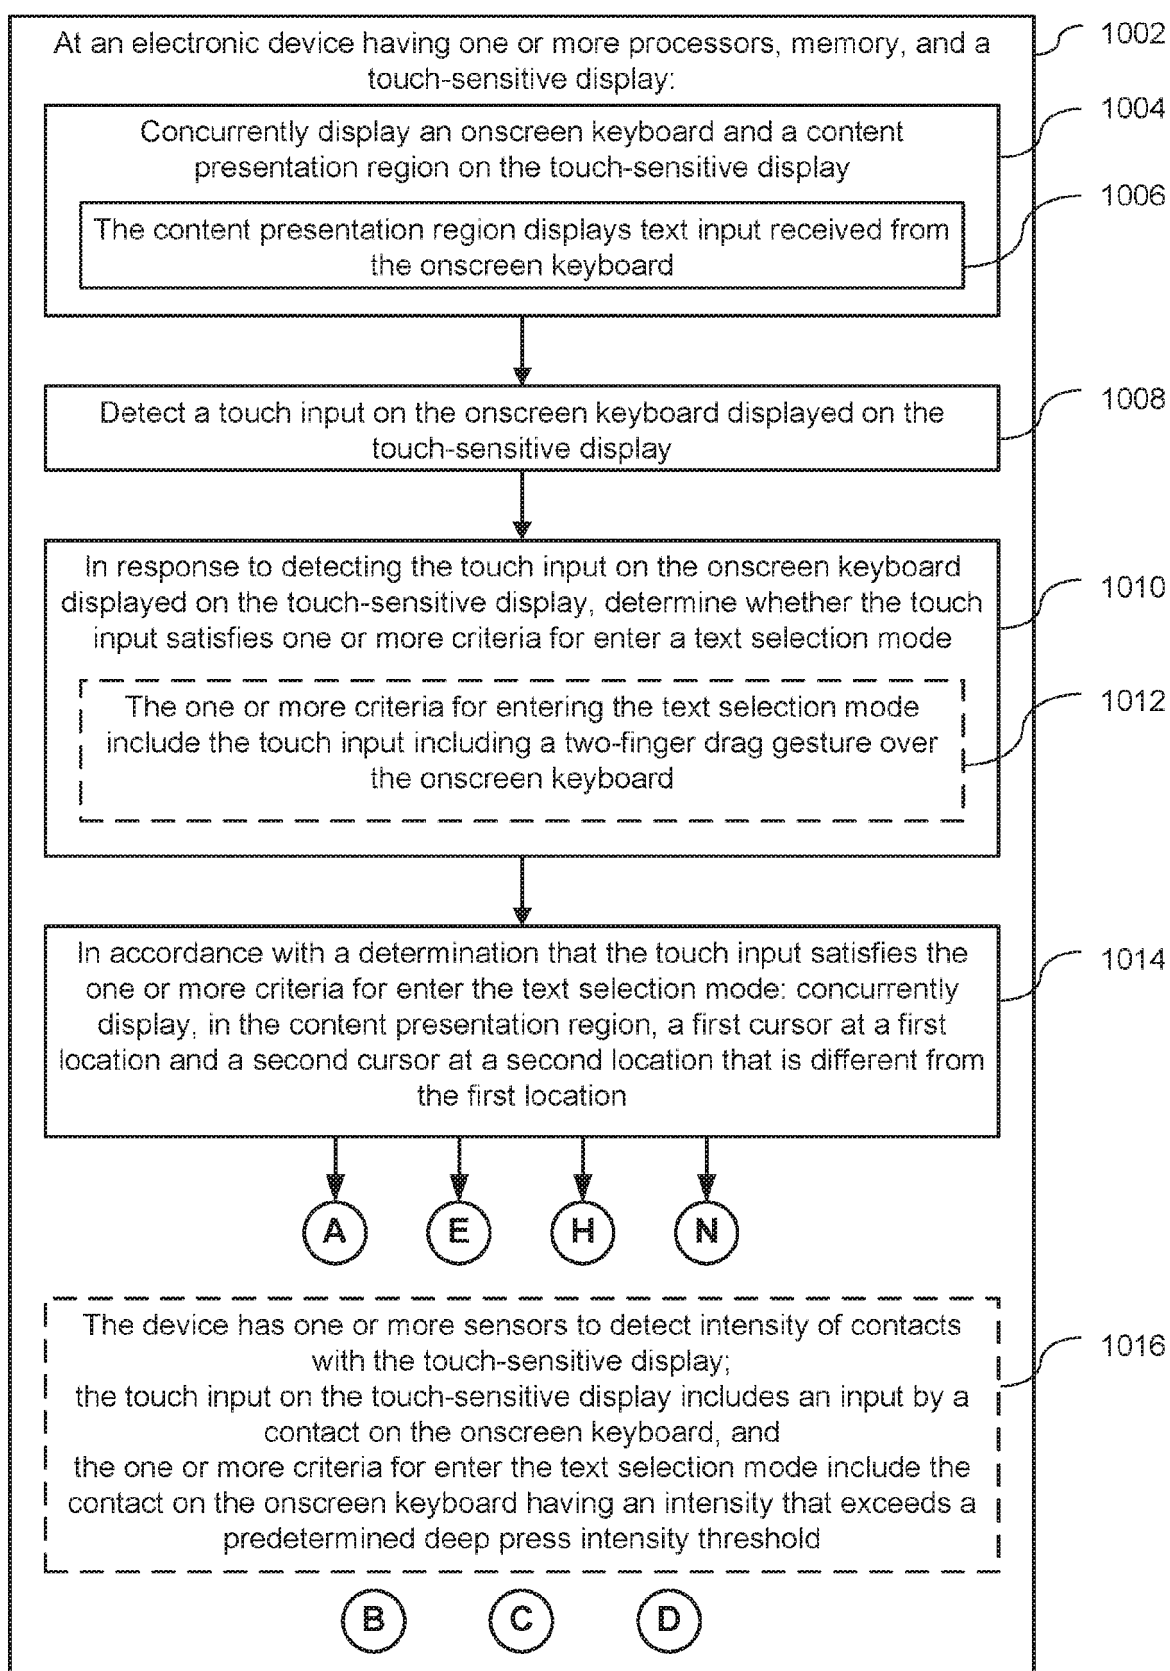 At an electronic device having one or more processors, memory, and a
touch-sensitive display:
1002
Concurrently display an onscreen keyboard and a content
presentation region on the touch-sensitive display
1004
The content presentation region displays text input received from
the onscreen keyboard
1006
Detect a touch input on the onscreen keyboard displayed on the
touch-sensitive display
1008
In response to detecting the touch input on the onscreen keyboard
displayed on the touch-sensitive display, determine whether the touch
input satisfies one or more criteria for enter a text selection mode
1010
The one or more criteria for entering the text selection mode
include the touch input including a two-finger drag gesture over
the onscreen keyboard
1012
In accordance with a determination that the touch input satisfies the
one or more criteria for enter the text selection mode: concurrently
display, in the content presentation region, a first cursor at a first
location and a second cursor at a second location that is different from
the first location
1014
A E H N
The device has one or more sensors to detect intensity of contacts
with the touch-sensitive display;
the touch input on the touch-sensitive display includes an input by a
contact on the onscreen keyboard, and
the one or more criteria for enter the text selection mode include the
contact on the onscreen keyboard having an intensity that exceeds a
predetermined deep press intensity threshold
1016
B C D